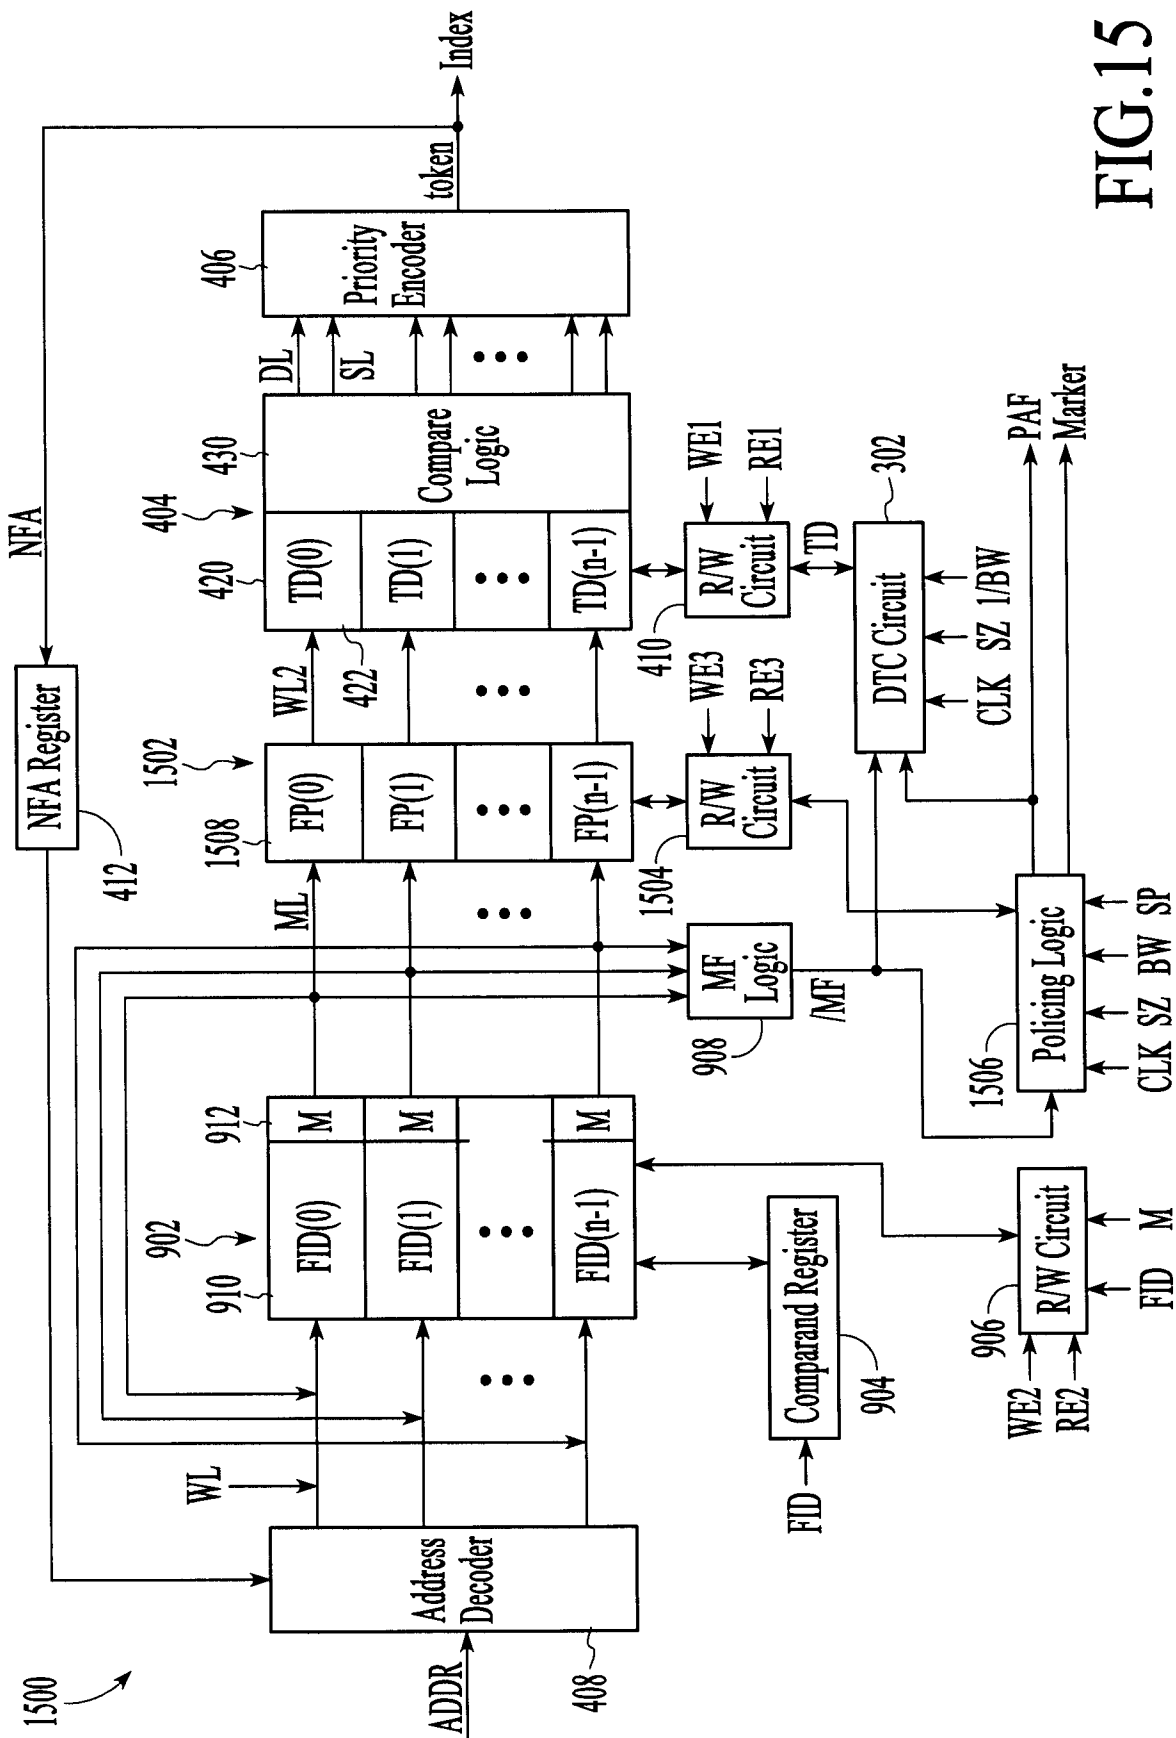 1500
ADDR
Address
Decoder
408
WL
NFA Register
412
NFA
902
910
912
FID(0)
M
FID(1)
M
FID(n-1)
M
FID
Comparand Register
904
WE2
RE2
906
R/W Circuit
FID
M
ML
MF
Logic
908
/MF
1502
1508
FP(0)
FP(1)
FP(n-1)
1504
R/W
Circuit
WE3
RE3
WL2
422
404
420
430
TD(0)
TD(1)
TD(n-1)
Compare
Logic
410
R/W
Circuit
WE1
RE1
TD
302
DTC Circuit
CLK
SZ
1/BW
1506
Policing Logic
CLK
SZ
BW
SP
PAF
Marker
DL
SL
406
Priority
Encoder
token
Index
FIG.15